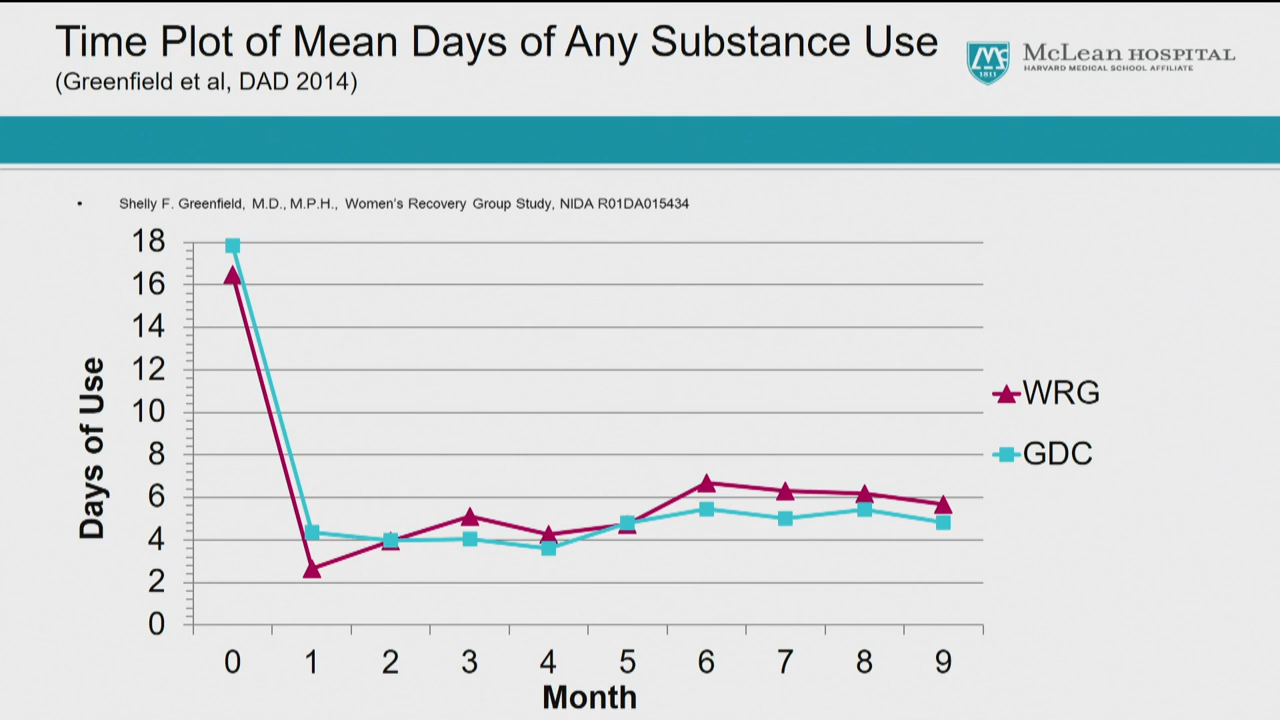 Time Plot of Mean Days of Any Substance Use
(Greenfield et al, DAD 2014)
McLean HOSPITAL
HARVARD MEDICAL SCHOOL AFFILIATE
1811
• Shelly F. Greenfield, M.D., M.P.H., Women's Recovery Group Study, NIDA R01DA015434
Days of Use
18
16
14
12
10
8
6
4
2
0
0 1 2 3 4 5 6 7 8 9
Month
WRG
GDC